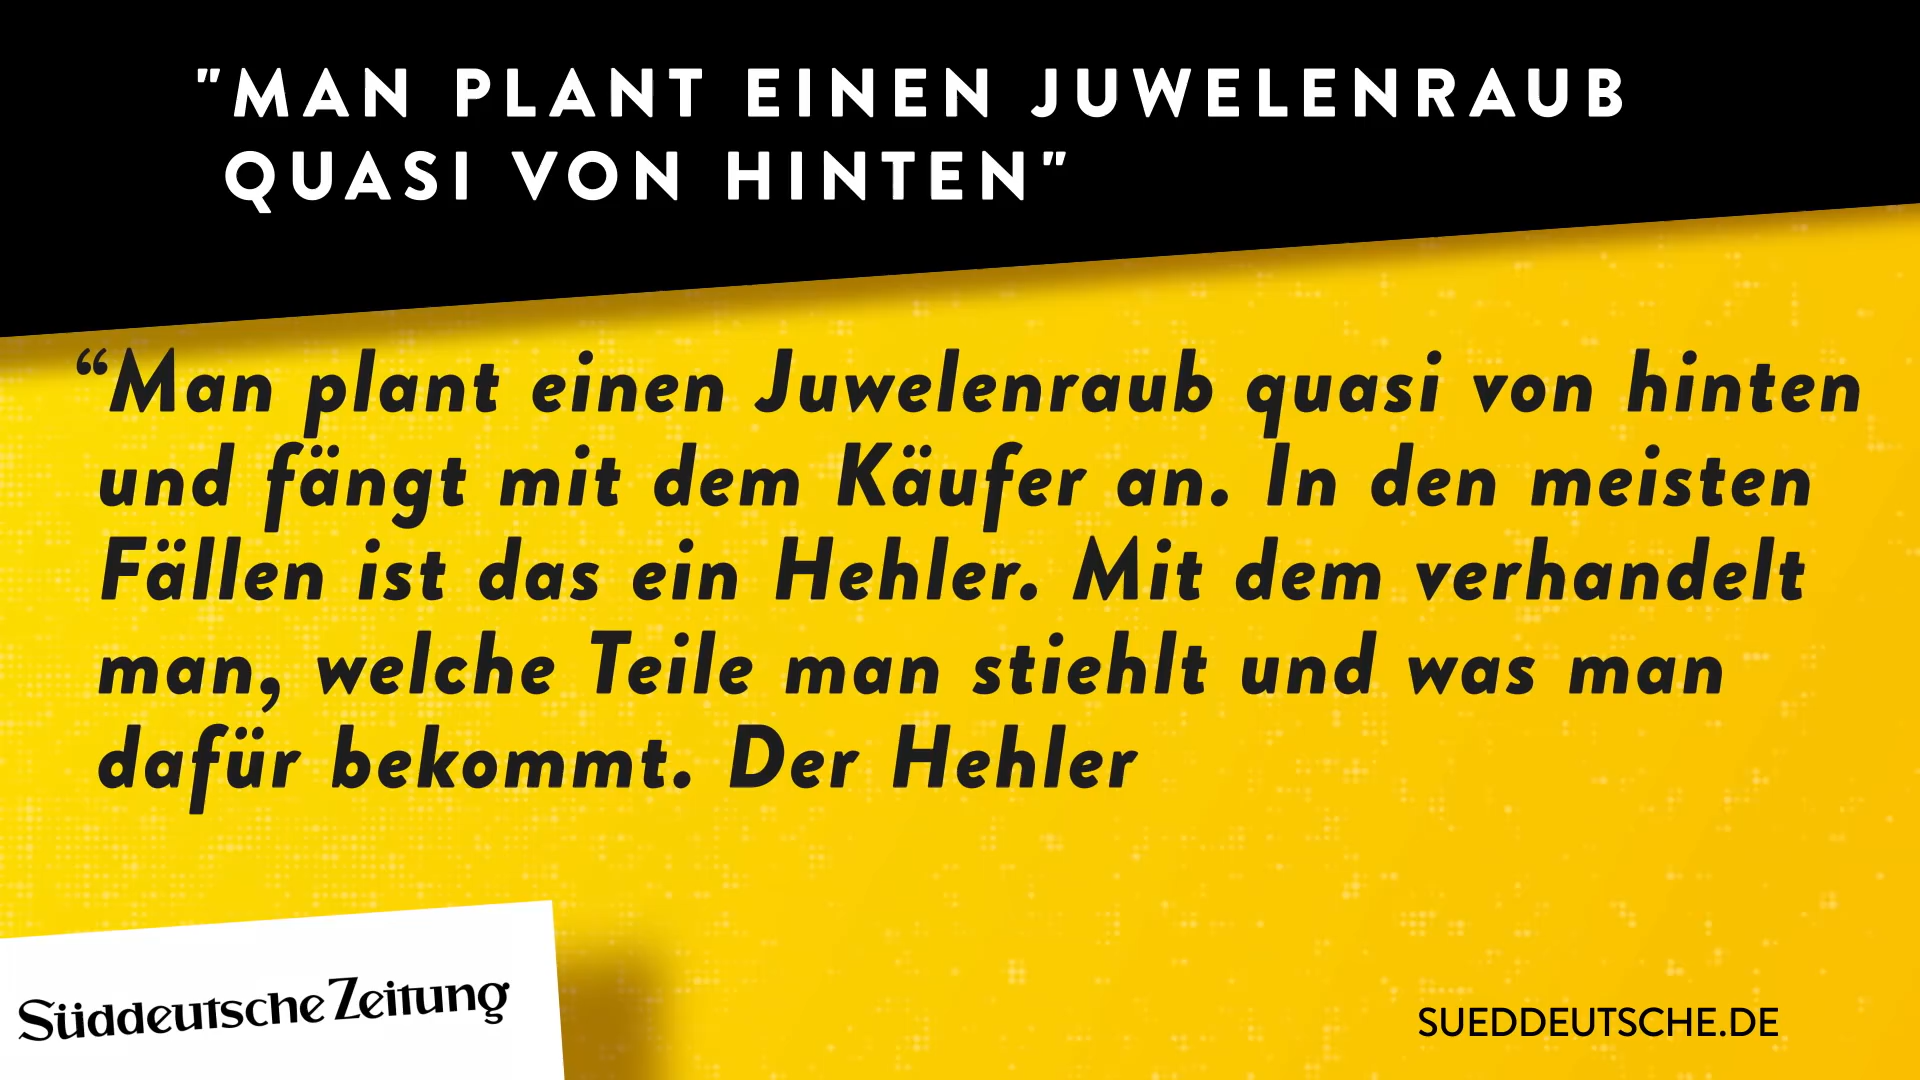 "MAN PLANT EINEN JUWELENRAUB
QUASI VON HINTEN"
“Man plant einen Juwelenraub quasi von hinten
und fängt mit dem Käufer an. In den meisten
Fällen ist das ein Hehler. Mit dem verhandelt
man, welche Teile man stiehlt und was man
dafür bekommt. Der Hehler
Süddeutsche Zeitung
SUEDDEUTSCHE.DE